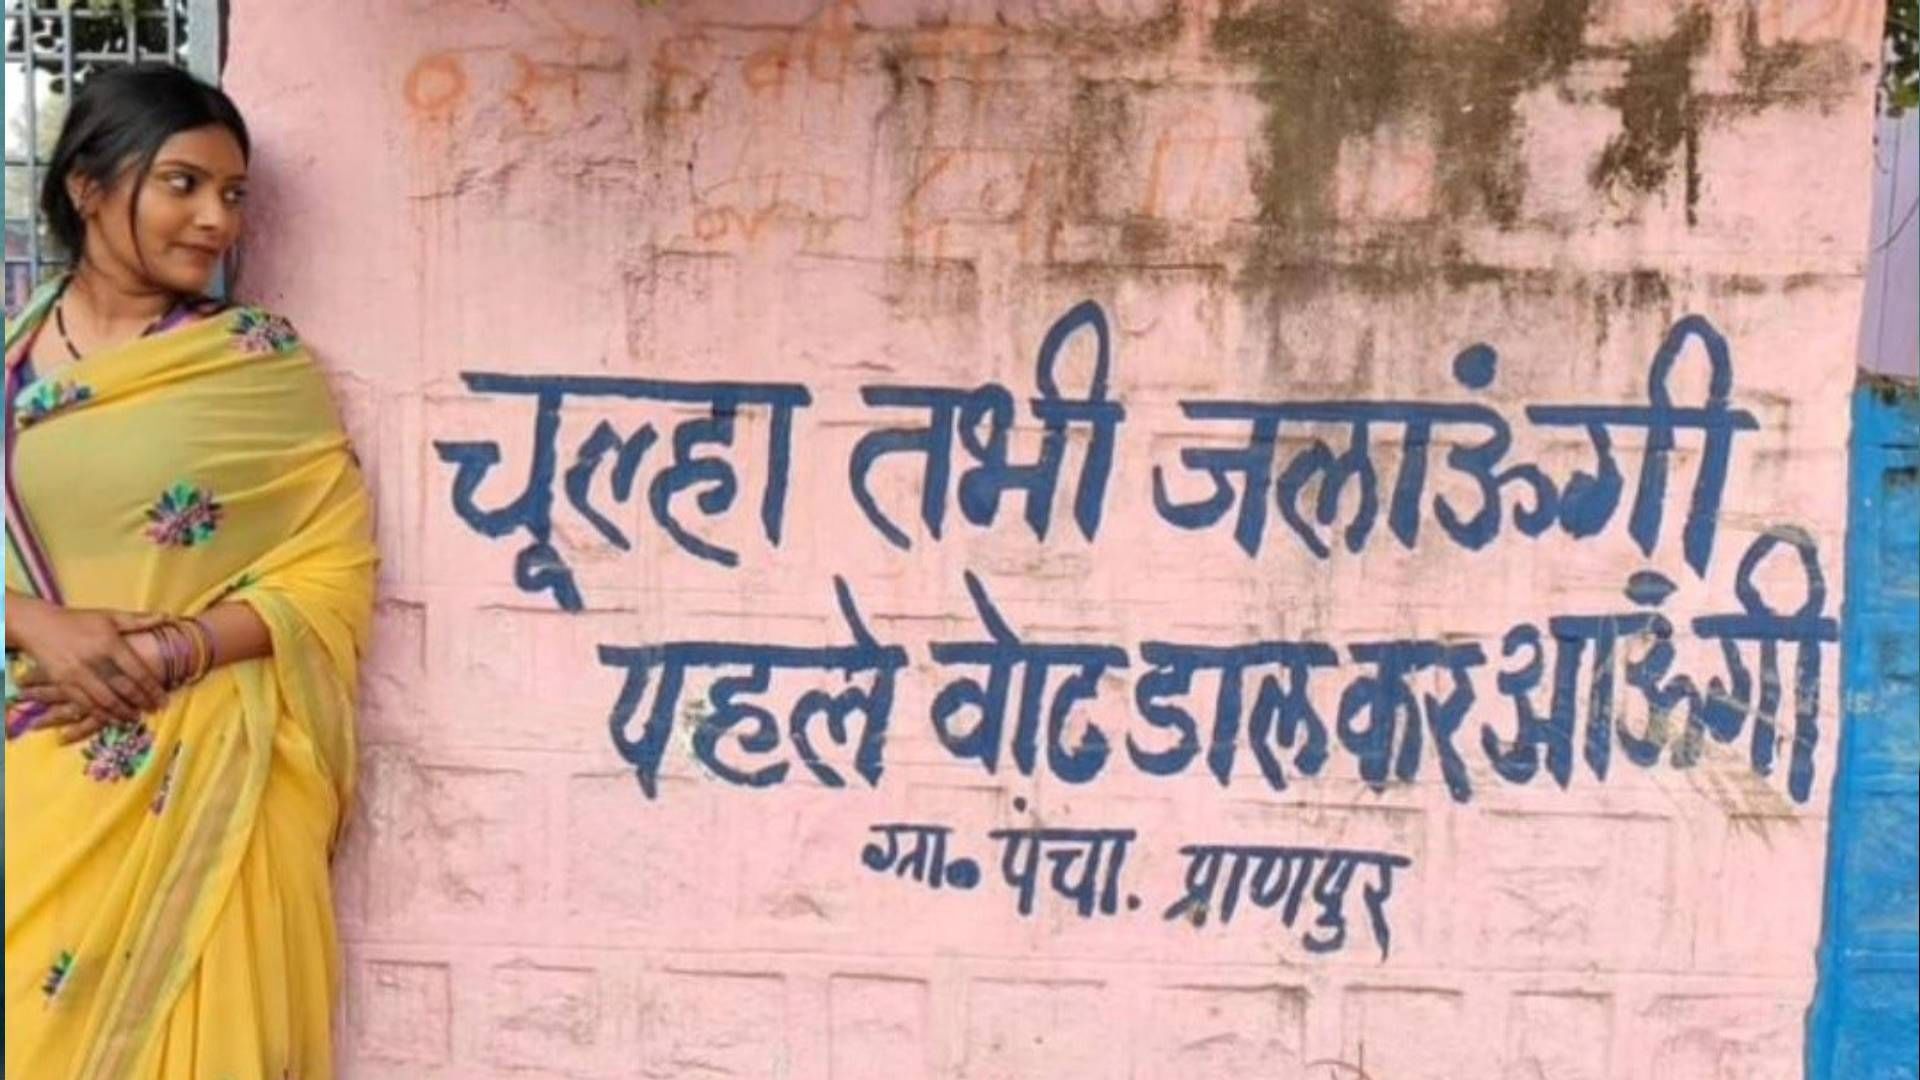 चूल्हा तभी जलाऊंगी
पहले वोट डालकर आऊंगी
ग्रा. पंचा. प्राणपुर